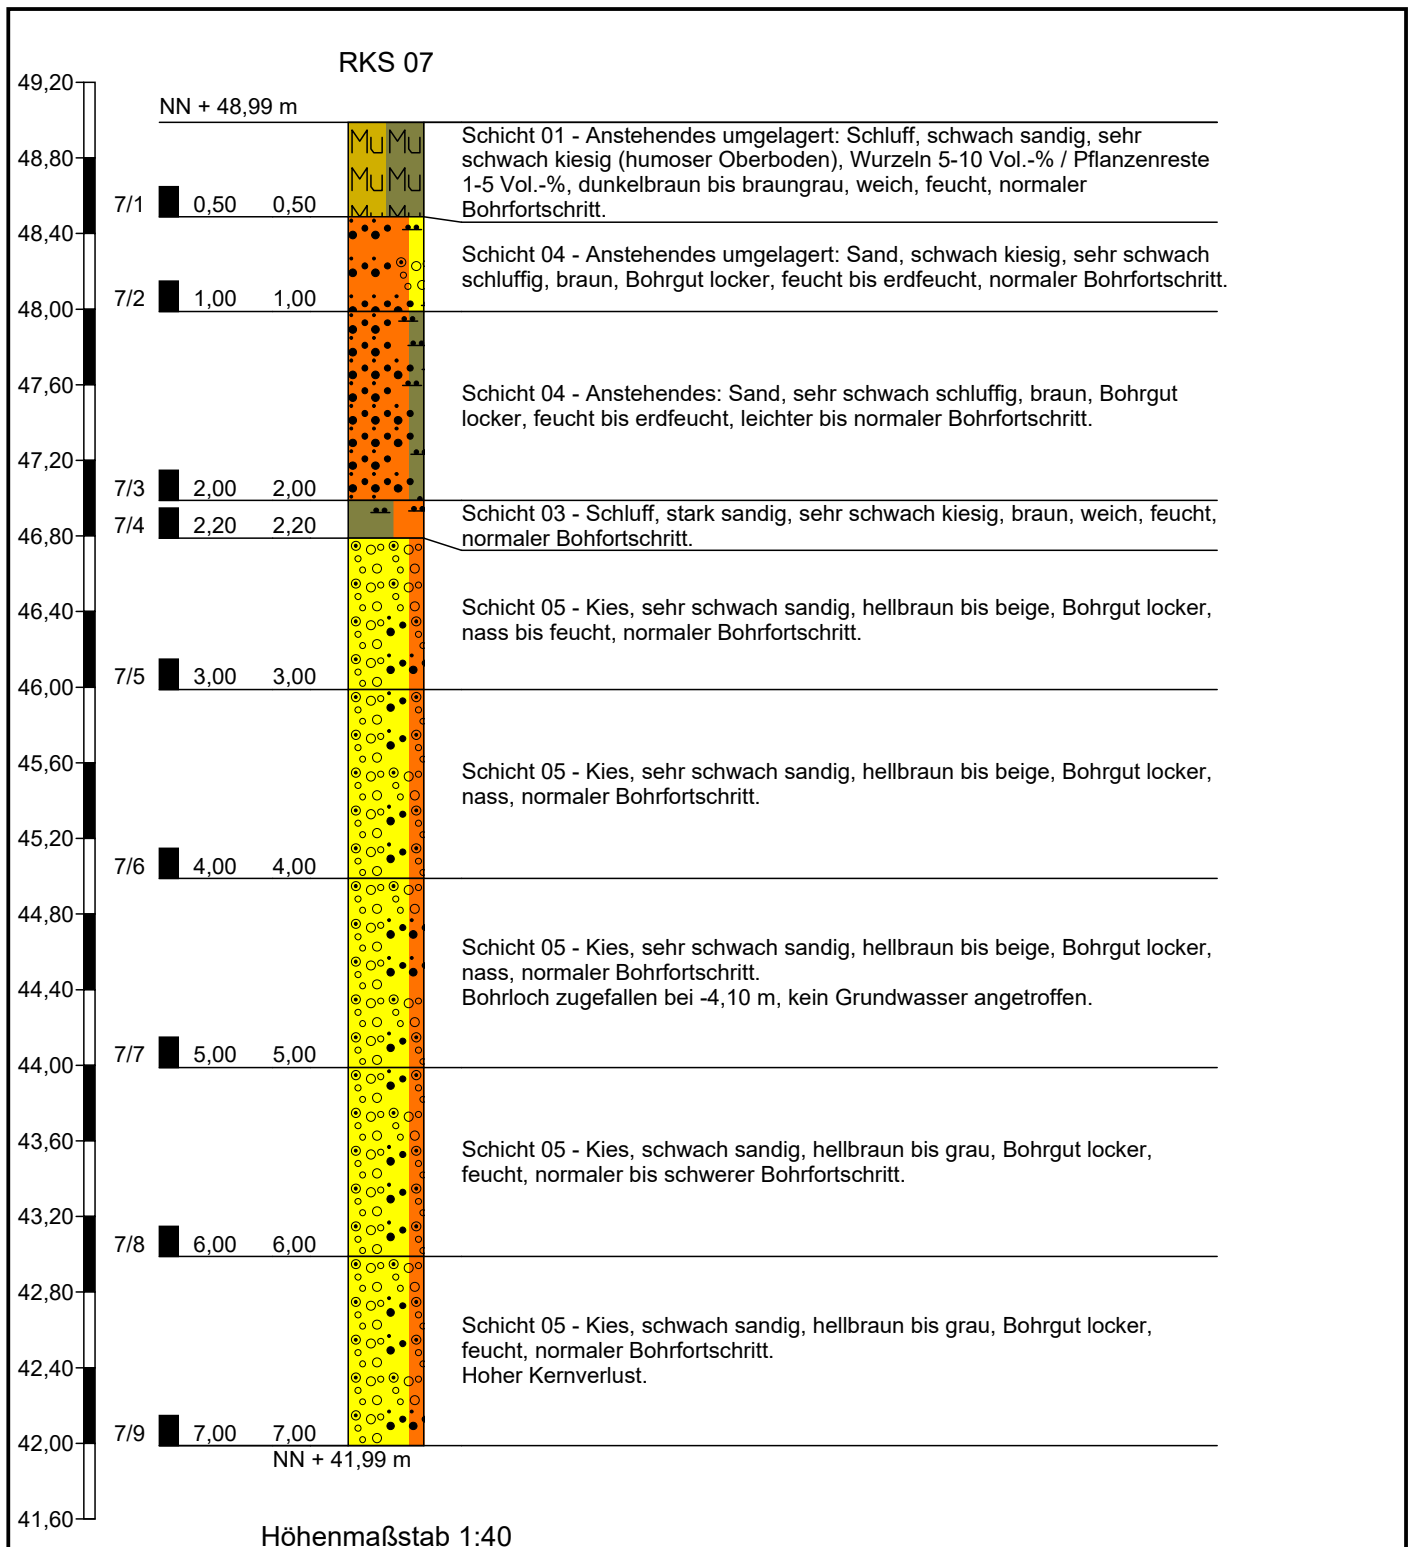 RKS 07
49,20
NN + 48,99 m
Mu Mu
Mu Mu
Mu Mu
Schicht 01 - Anstehendes umgelagert: Schluff, schwach sandig, sehr
schwach kiesig (humoser Oberboden), Wurzeln 5-10 Vol.-% / Pflanzenreste
1-5 Vol.-%, dunkelbraun bis braungrau, weich, feucht, normaler
Bohrfortschritt.
48,80
7/1 0,50 0,50
48,40
Schicht 04 - Anstehendes umgelagert: Sand, schwach kiesig, sehr schwach
schluffig, braun, Bohrgut locker, feucht bis erdfeucht, normaler Bohrfortschritt.
7/2 1,00 1,00
48,00
47,60
Schicht 04 - Anstehendes: Sand, sehr schwach schluffig, braun, Bohrgut
locker, feucht bis erdfeucht, leichter bis normaler Bohrfortschritt.
47,20
7/3 2,00 2,00
Schicht 03 - Schluff, stark sandig, sehr schwach kiesig, braun, weich, feucht,
normaler Bohfortschritt.
7/4 2,20 2,20
46,80
46,40
Schicht 05 - Kies, sehr schwach sandig, hellbraun bis beige, Bohrgut locker,
nass bis feucht, normaler Bohrfortschritt.
7/5 3,00 3,00
46,00
45,60
Schicht 05 - Kies, sehr schwach sandig, hellbraun bis beige, Bohrgut locker,
nass, normaler Bohrfortschritt.
45,20
7/6 4,00 4,00
44,80
Schicht 05 - Kies, sehr schwach sandig, hellbraun bis beige, Bohrgut locker,
nass, normaler Bohrfortschritt.
Bohrloch zugefallen bei -4,10 m, kein Grundwasser angetroffen.
44,40
7/7 5,00 5,00
44,00
43,60
Schicht 05 - Kies, schwach sandig, hellbraun bis grau, Bohrgut locker,
feucht, normaler bis schwerer Bohrfortschritt.
43,20
7/8 6,00 6,00
42,80
Schicht 05 - Kies, schwach sandig, hellbraun bis grau, Bohrgut locker,
feucht, normaler Bohrfortschritt.
Hoher Kernverlust.
42,40
7/9 7,00 7,00
42,00
NN + 41,99 m
41,60
Höhenmaßstab 1:40